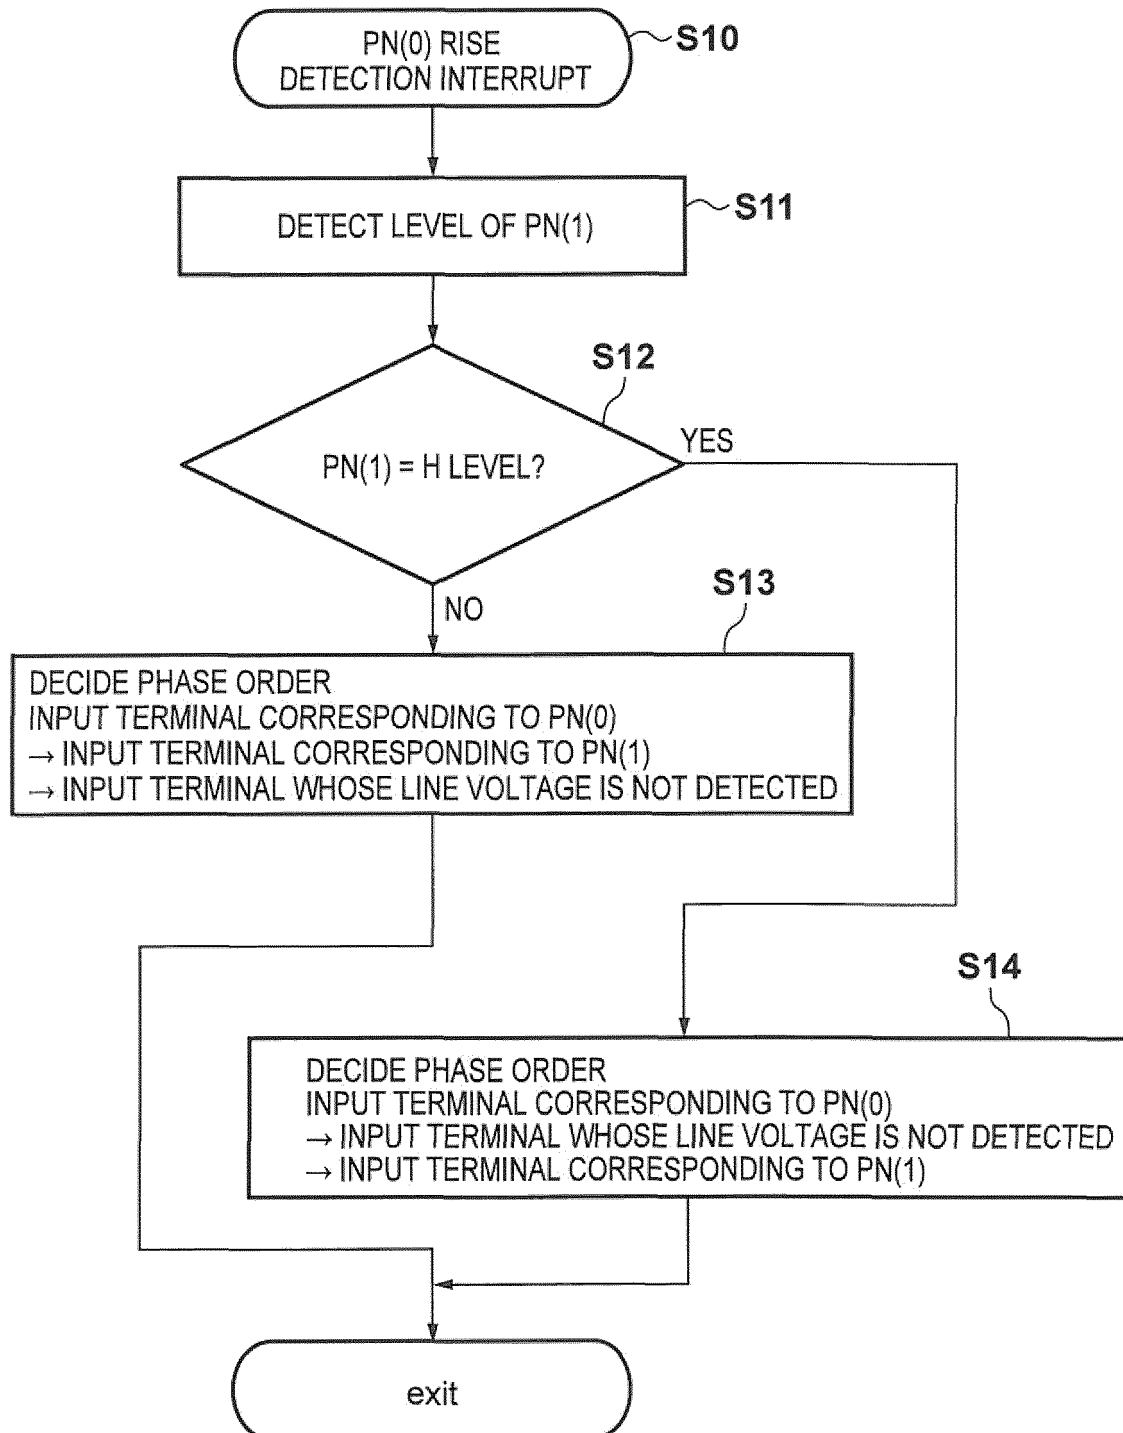 PN(0) RISE
DETECTION INTERRUPT
S10
DETECT LEVEL OF PN(1)
S11
S12
PN(1) = H LEVEL?
YES
NO
S13
DECIDE PHASE ORDER
INPUT TERMINAL CORRESPONDING TO PN(0)
→ INPUT TERMINAL CORRESPONDING TO PN(1)
→ INPUT TERMINAL WHOSE LINE VOLTAGE IS NOT DETECTED
S14
DECIDE PHASE ORDER
INPUT TERMINAL CORRESPONDING TO PN(0)
→ INPUT TERMINAL WHOSE LINE VOLTAGE IS NOT DETECTED
→ INPUT TERMINAL CORRESPONDING TO PN(1)
exit